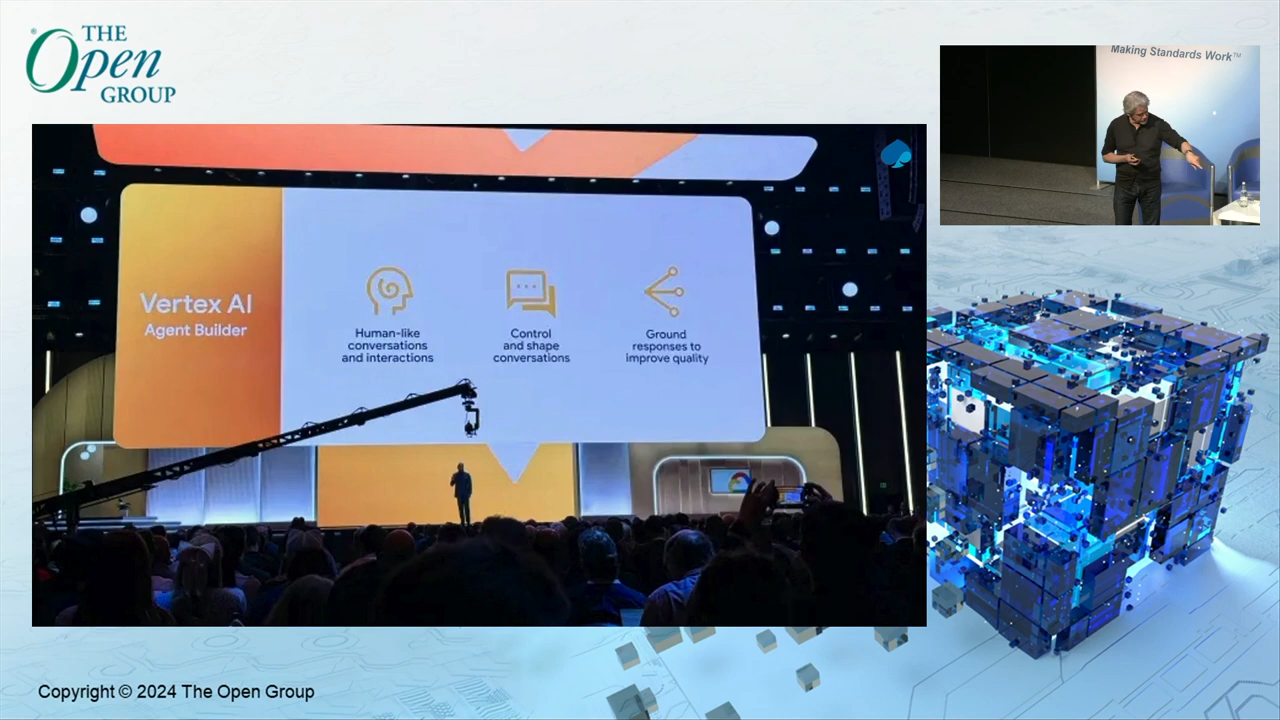 THE
Open
GROUP
Making Standards Work™
Vertex AI
Agent Builder
Human-like
conversations
and interactions
Control
and shape
conversations
Ground
responses to
improve quality
Copyright © 2024 The Open Group